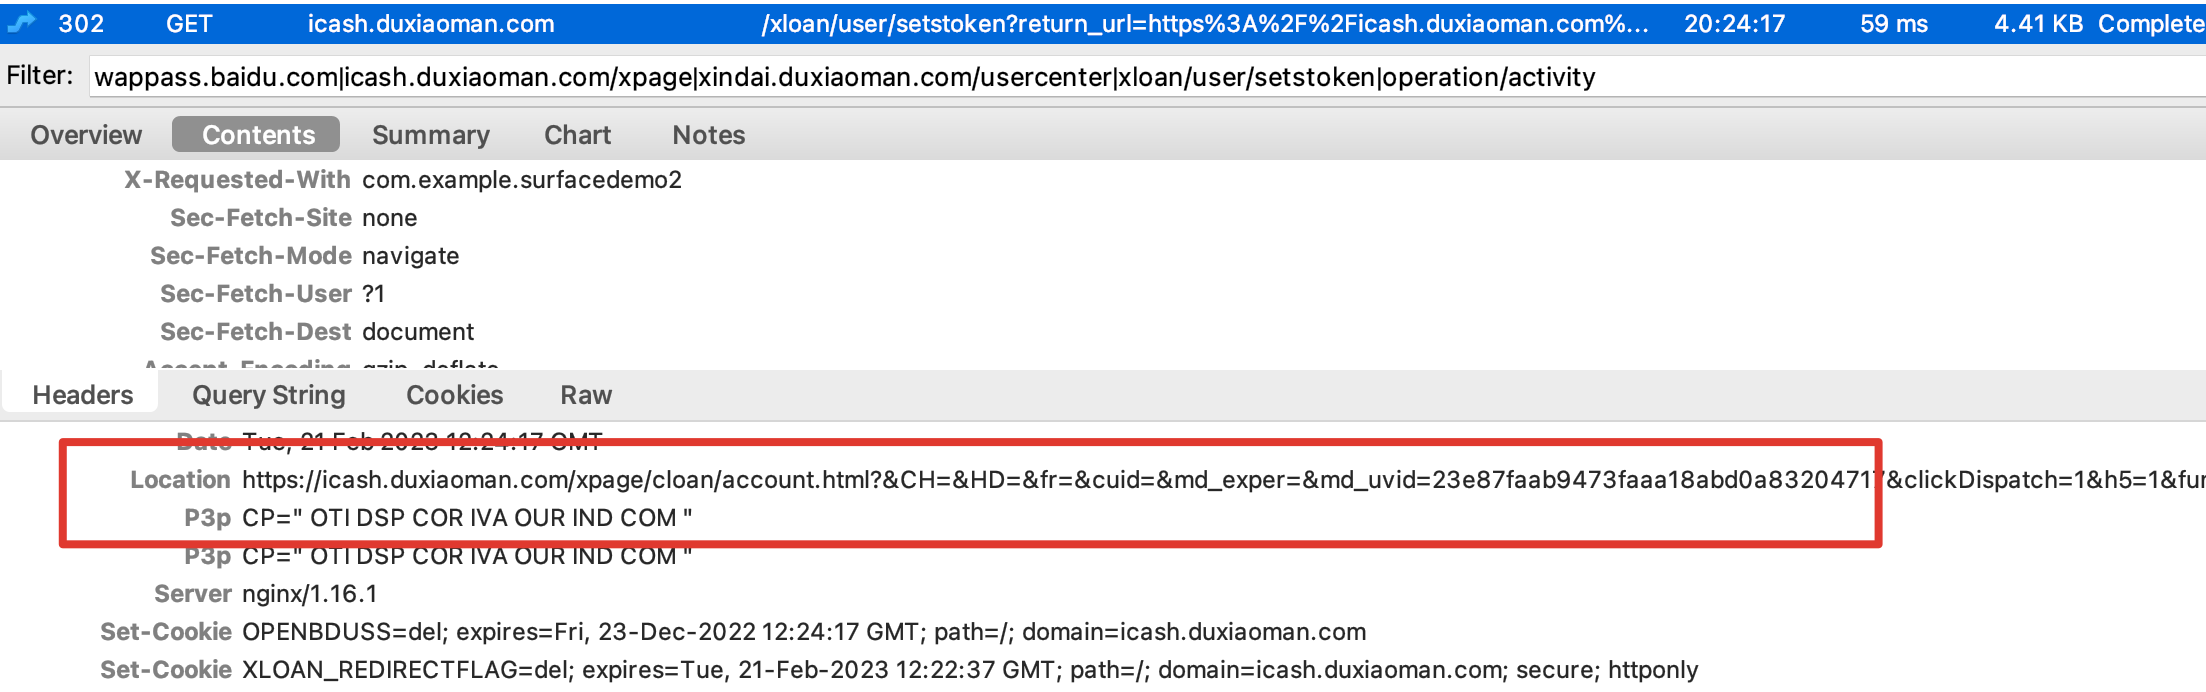 302 GET icash.duxiaoman.com /xloan/user/setstoken?return_url=https%3A%2F%2Ficash.duxiaoman.com%... 20:24:17 59 ms 4.41 KB Complete
Filter: wappass.baidu.com|icash.duxiaoman.com/xpage|xindai.duxiaoman.com/usercenter|xloan/user/setstoken|operation/activity
Overview Contents Summary Chart Notes
X-Requested-With com.example.surfacedemo2
Sec-Fetch-Site none
Sec-Fetch-Mode navigate
Sec-Fetch-User ?1
Sec-Fetch-Dest document
Accept-Encoding gzip, deflate
Headers Query String Cookies Raw
Date Tue, 21 Feb 2023 12:24:17 GMT
Location https://icash.duxiaoman.com/xpage/cloan/account.html?&CH=&HD=&fr=&cuid=&md_exper=&md_uvid=23e87faab9473faaa18abd0a83204717&clickDispatch=1&h5=1&fur
P3p CP=" OTI DSP COR IVA OUR IND COM "
P3p CP=" OTI DSP COR IVA OUR IND COM "
Server nginx/1.16.1
Set-Cookie OPENBDUSS=del; expires=Fri, 23-Dec-2022 12:24:17 GMT; path=/; domain=icash.duxiaoman.com
Set-Cookie XLOAN_REDIRECTFLAG=del; expires=Tue, 21-Feb-2023 12:22:37 GMT; path=/; domain=icash.duxiaoman.com; secure; httponly